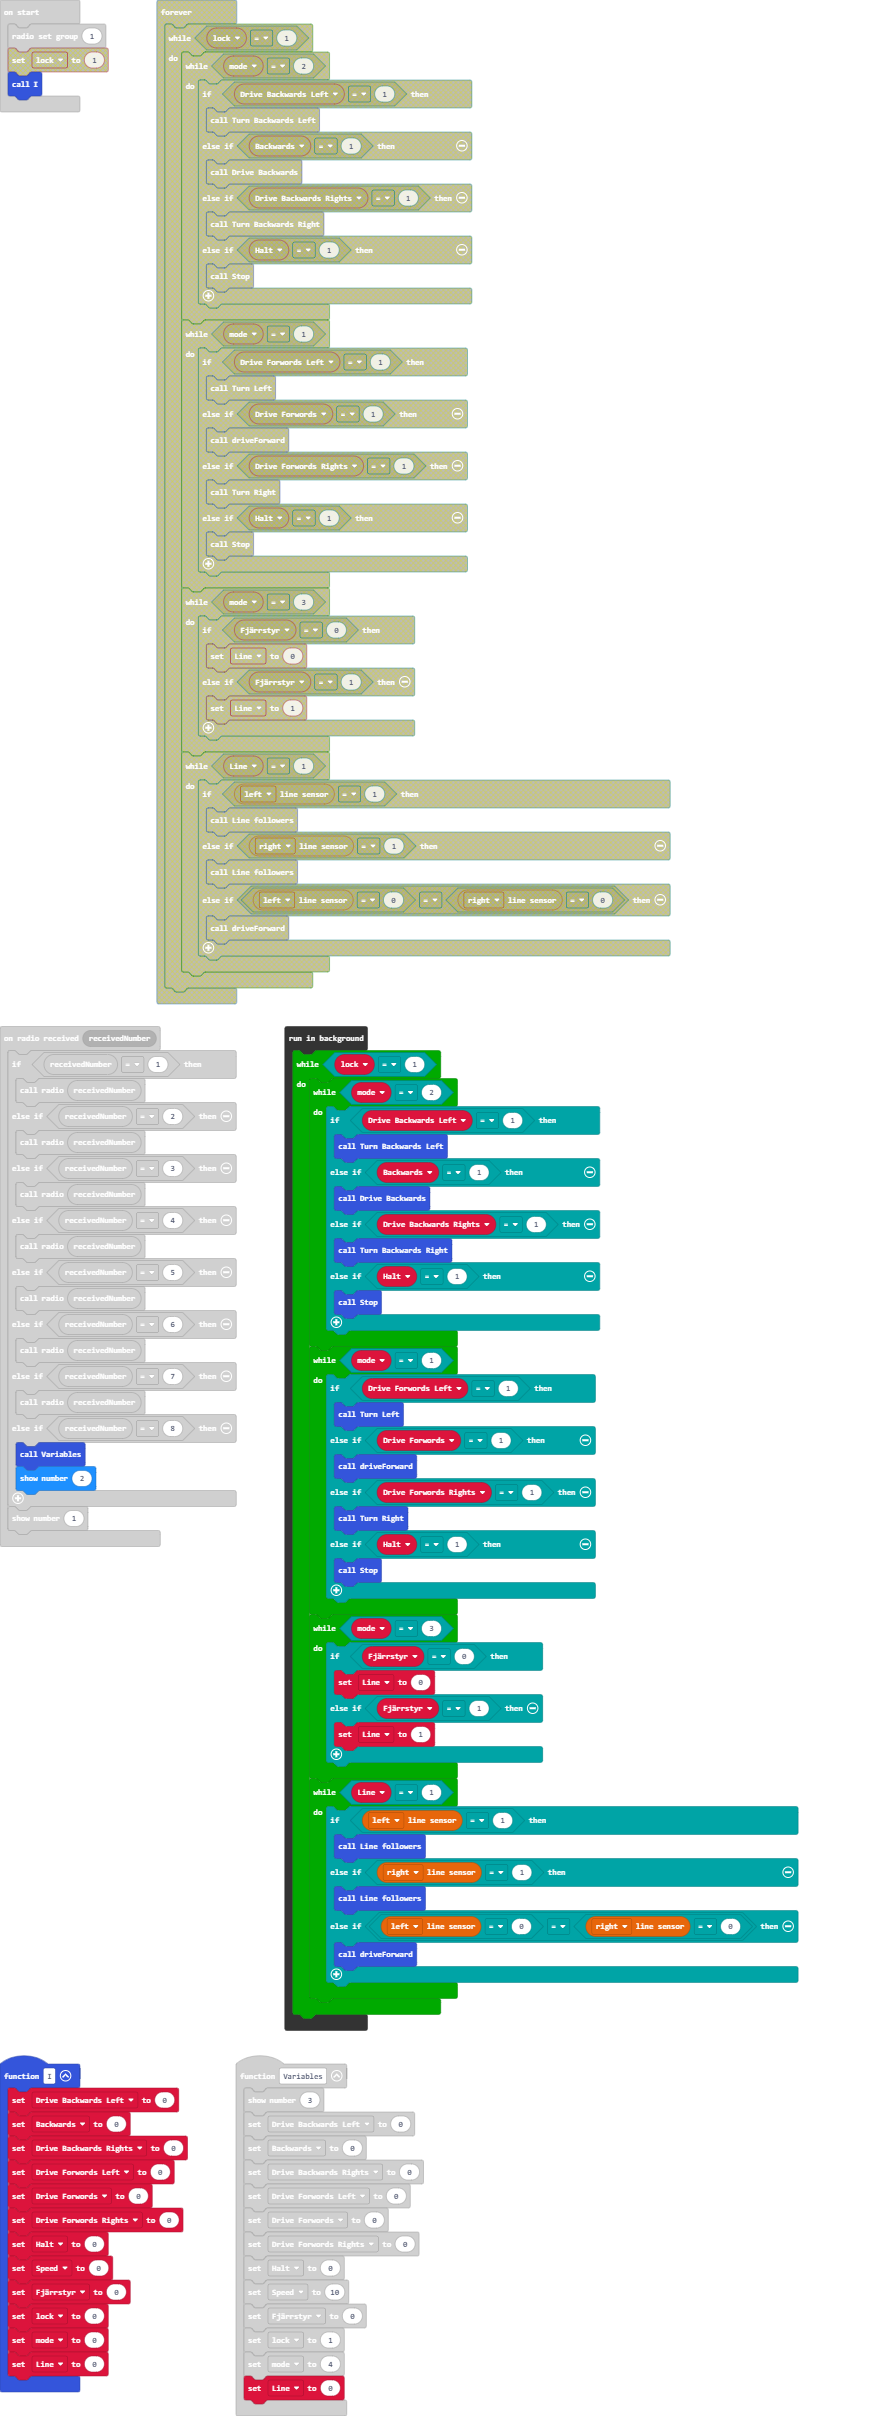 on start
radio set group 1
set lock to 1
call I
forever
while lock = 1
do
while mode = 2
do
if Drive Backwards Left = 1 then
call Turn Backwards Left
else if Backwards = 1 then
call Drive Backwards
else if Drive Backwards Rights = 1 then
call Turn Backwards Right
else if Halt = 1 then
call Stop
while mode = 1
do
if Drive Forwords Left = 1 then
call Turn Left
else if Drive Forwords = 1 then
call driveForward
else if Drive Forwords Rights = 1 then
call Turn Right
else if Halt = 1 then
call Stop
while mode = 3
do
if Fjärrstyr = 0 then
set Line to 0
else if Fjärrstyr = 1 then
set Line to 1
while Line = 1
do
if left line sensor = 1 then
call Line followers
else if right line sensor = 1 then
call Line followers
else if left line sensor = 0 = right line sensor = 0 then
call driveForward
on radio received receivedNumber
if receivedNumber = 1 then
call radio receivedNumber
else if receivedNumber = 2 then
call radio receivedNumber
else if receivedNumber = 3 then
call radio receivedNumber
else if receivedNumber = 4 then
call radio receivedNumber
else if receivedNumber = 5 then
call radio receivedNumber
else if receivedNumber = 6 then
call radio receivedNumber
else if receivedNumber = 7 then
call radio receivedNumber
else if receivedNumber = 8 then
call Variables
show number 2
show number 1
run in background
while lock = 1
do
while mode = 2
do
if Drive Backwards Left = 1 then
call Turn Backwards Left
else if Backwards = 1 then
call Drive Backwards
else if Drive Backwards Rights = 1 then
call Turn Backwards Right
else if Halt = 1 then
call Stop
while mode = 1
do
if Drive Forwords Left = 1 then
call Turn Left
else if Drive Forwords = 1 then
call driveForward
else if Drive Forwords Rights = 1 then
call Turn Right
else if Halt = 1 then
call Stop
while mode = 3
do
if Fjärrstyr = 0 then
set Line to 0
else if Fjärrstyr = 1 then
set Line to 1
while Line = 1
do
if left line sensor = 1 then
call Line followers
else if right line sensor = 1 then
call Line followers
else if left line sensor = 0 = right line sensor = 0 then
call driveForward
function I
set Drive Backwards Left to 0
set Backwards to 0
set Drive Backwards Rights to 0
set Drive Forwords Left to 0
set Drive Forwords to 0
set Drive Forwords Rights to 0
set Halt to 0
set Speed to 0
set Fjärrstyr to 0
set lock to 0
set mode to 0
set Line to 0
function Variables
show number 3
set Drive Backwards Left to 0
set Backwards to 0
set Drive Backwards Rights to 0
set Drive Forwords Left to 0
set Drive Forwords to 0
set Drive Forwords Rights to 0
set Halt to 0
set Speed to 10
set Fjärrstyr to 0
set lock to 1
set mode to 4
set Line to 0